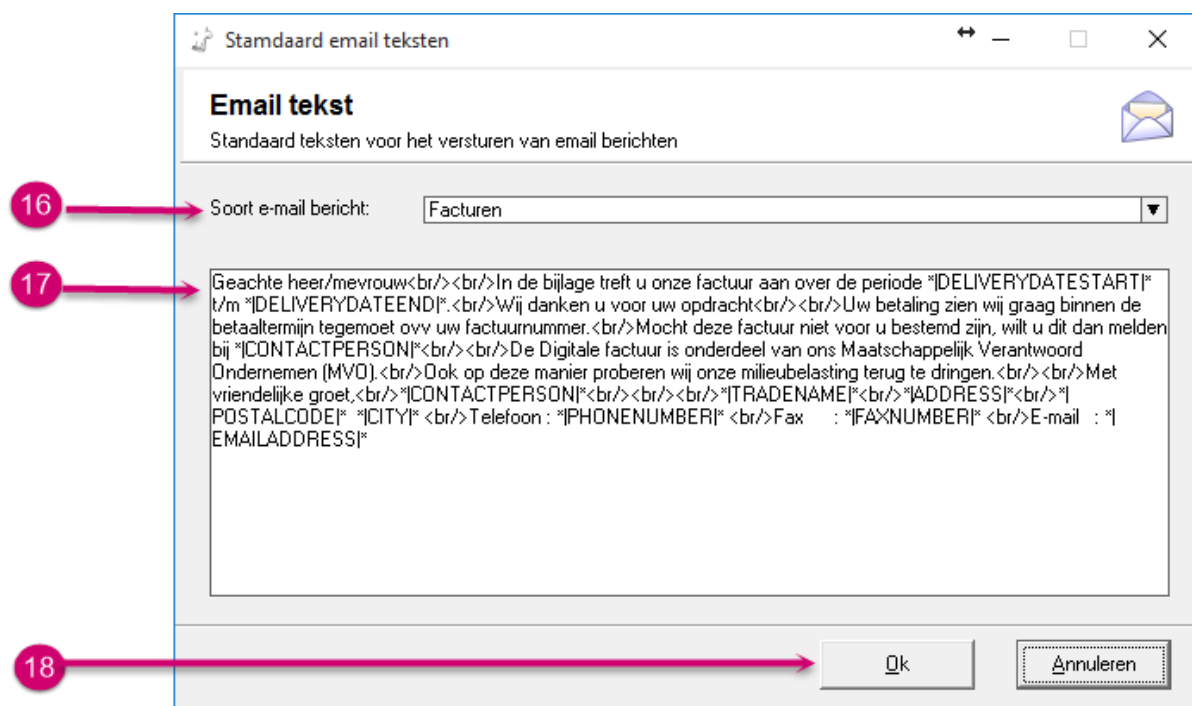 Stamdaard email teksten
Email tekst
Standaard teksten voor het versturen van email berichten
16
Soort e-mail bericht:
Facturen
17
Geachte heer/mevrouw<br/><br/>In de bijlage treft u onze factuur aan over de periode *|DELIVERYDATESTART|*
t/m *|DELIVERYDATEEND|*.<br/>Wij danken u voor uw opdracht<br/><br/>Uw betaling zien wij graag binnen de
betaaltermijn tegemoet ovv uw factuurnummer.<br/>Mocht deze factuur niet voor u bestemd zijn, wilt u dit dan melden
bij *|CONTACTPERSON|*<br/><br/>De Digitale factuur is onderdeel van ons Maatschappelijk Verantwoord
Ondernemen (MVO).<br/>Ook op deze manier proberen wij onze milieubelasting terug te dringen.<br/><br/>Met
vriendelijke groet,<br/>*|CONTACTPERSON|*<br/><br/><br/>*|TRADENAME|*<br/>*|ADDRESS|*<br/>*|
POSTALCODE|*  *|CITY|* <br/>Telefoon : *|PHONENUMBER|* <br/>Fax     : *|FAXNUMBER|* <br/>E-mail  : *|
EMAILADDRESS|*
18
Ok
Annuleren